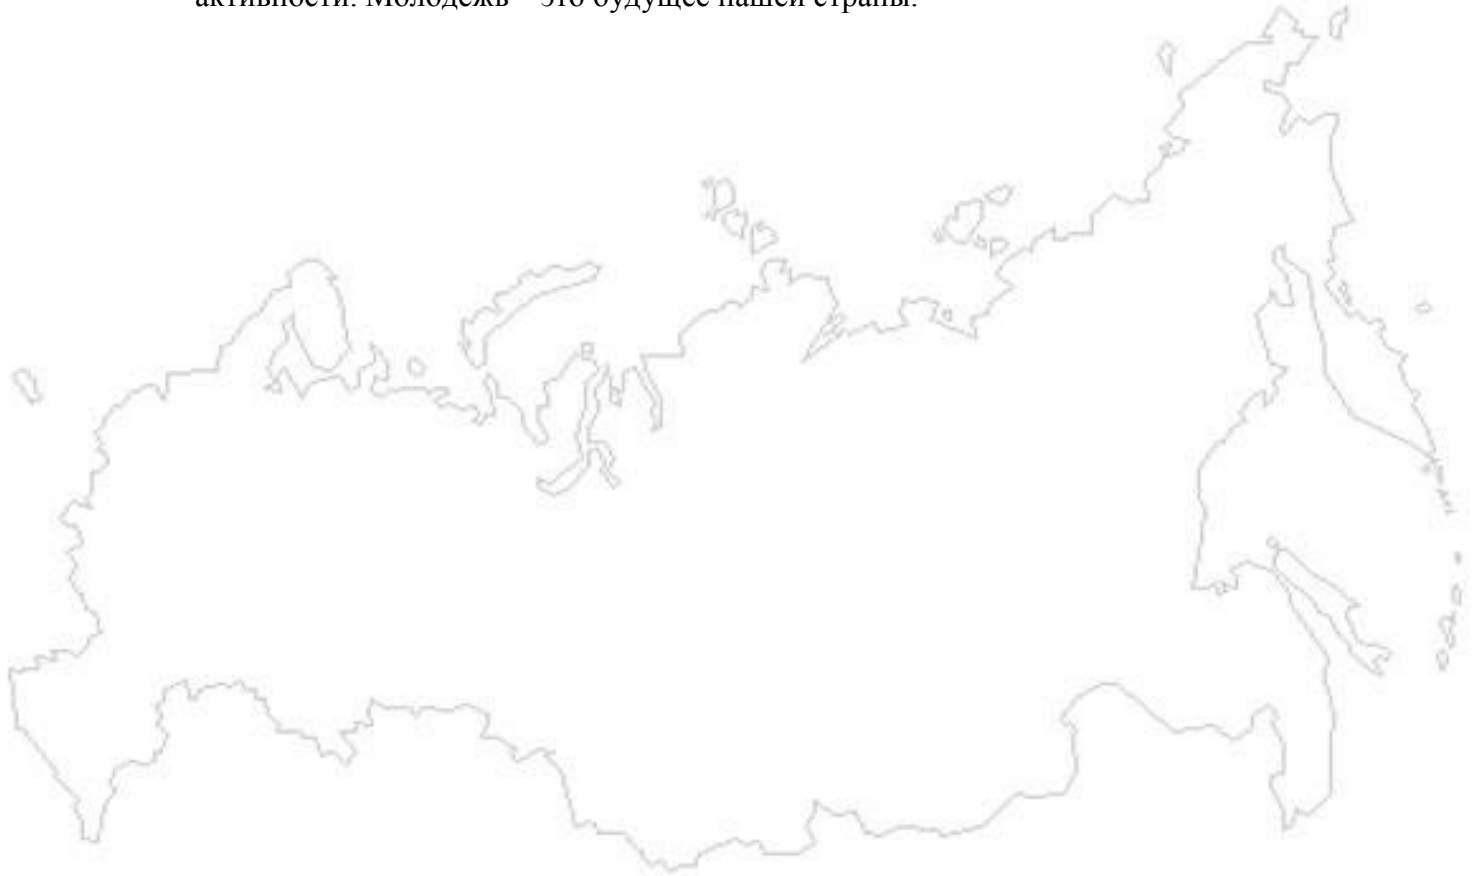 активности. Молодежь – это будущее нашей страны.